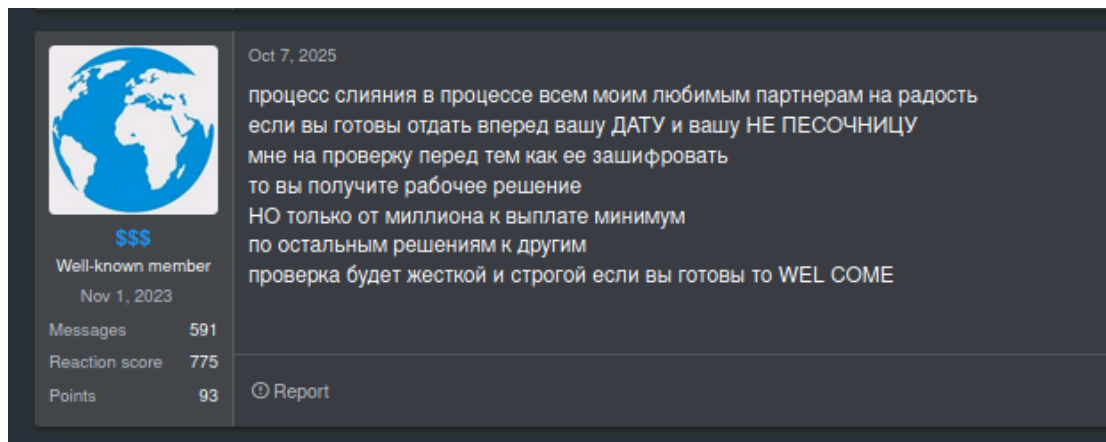 Oct 7, 2025
процесс слияния в процессе всем моим любимым партнерам на радость
если вы готовы отдать вперед вашу ДАТУ и вашу НЕ ПЕСОЧНИЦУ
мне на проверку перед тем как ее зашифровать
то вы получите рабочее решение
НО только от миллиона к выплате минимум
по остальным решениям к другим
проверка будет жесткой и строгой если вы готовы то WEL COME
$$$
Well-known member
Nov 1, 2023
Messages 591
Reaction score 775
Points 93
Report